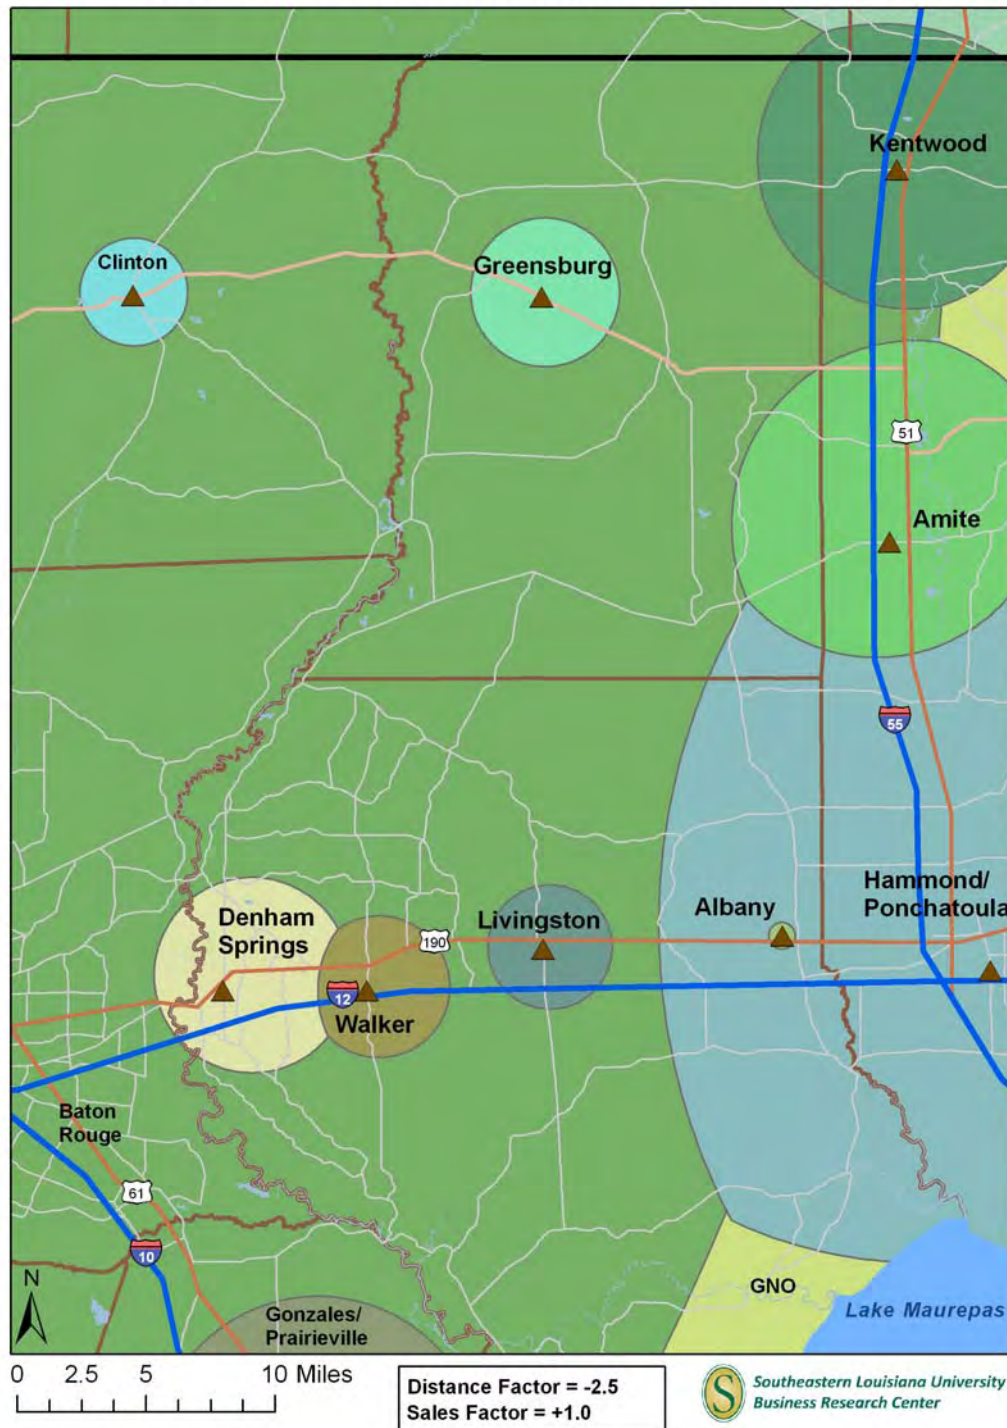 Kentwood
Clinton
Greensburg
51
Amite
55
Hammond/
Ponchatoula
Albany
Livingston
190
Denham
Springs
12
Walker
Baton
Rouge
61
10
N
Gonzales/
Prairieville
GNO
Lake Maurepas
0 2.5 5 10 Miles
Distance Factor = -2.5
Sales Factor = +1.0
S
Southeastern Louisiana University
Business Research Center